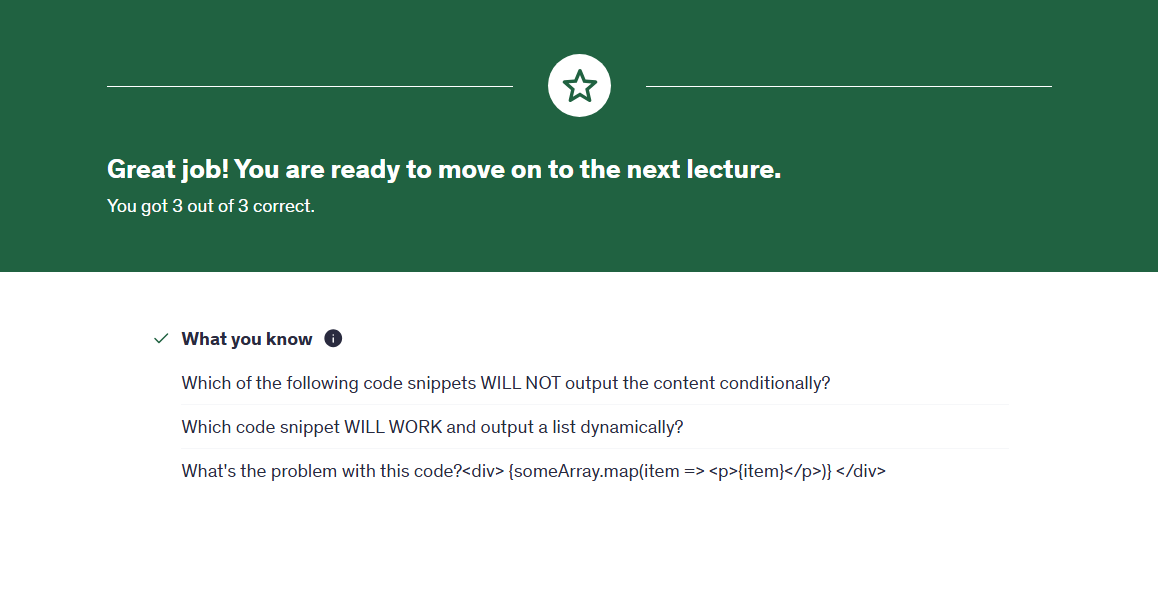 Great job! You are ready to move on to the next lecture.
You got 3 out of 3 correct.
What you know
Which of the following code snippets WILL NOT output the content conditionally?
Which code snippet WILL WORK and output a list dynamically?
What's the problem with this code?<div> {someArray.map(item => <p>{item}</p>)} </div>